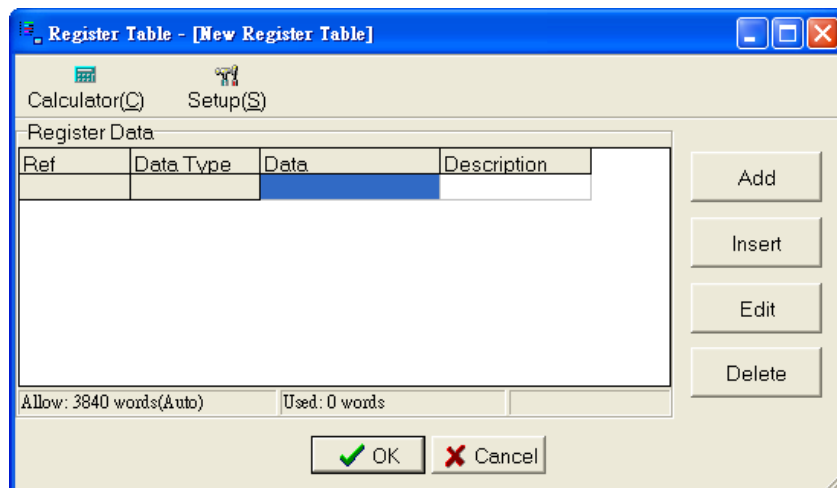 Register Table - [New Register Table]
Calculator(C) Setup(S)
Register Data
Ref Data Type Data Description
Add
Insert
Edit
Delete
Allow: 3840 words(Auto) Used: 0 words
OK Cancel